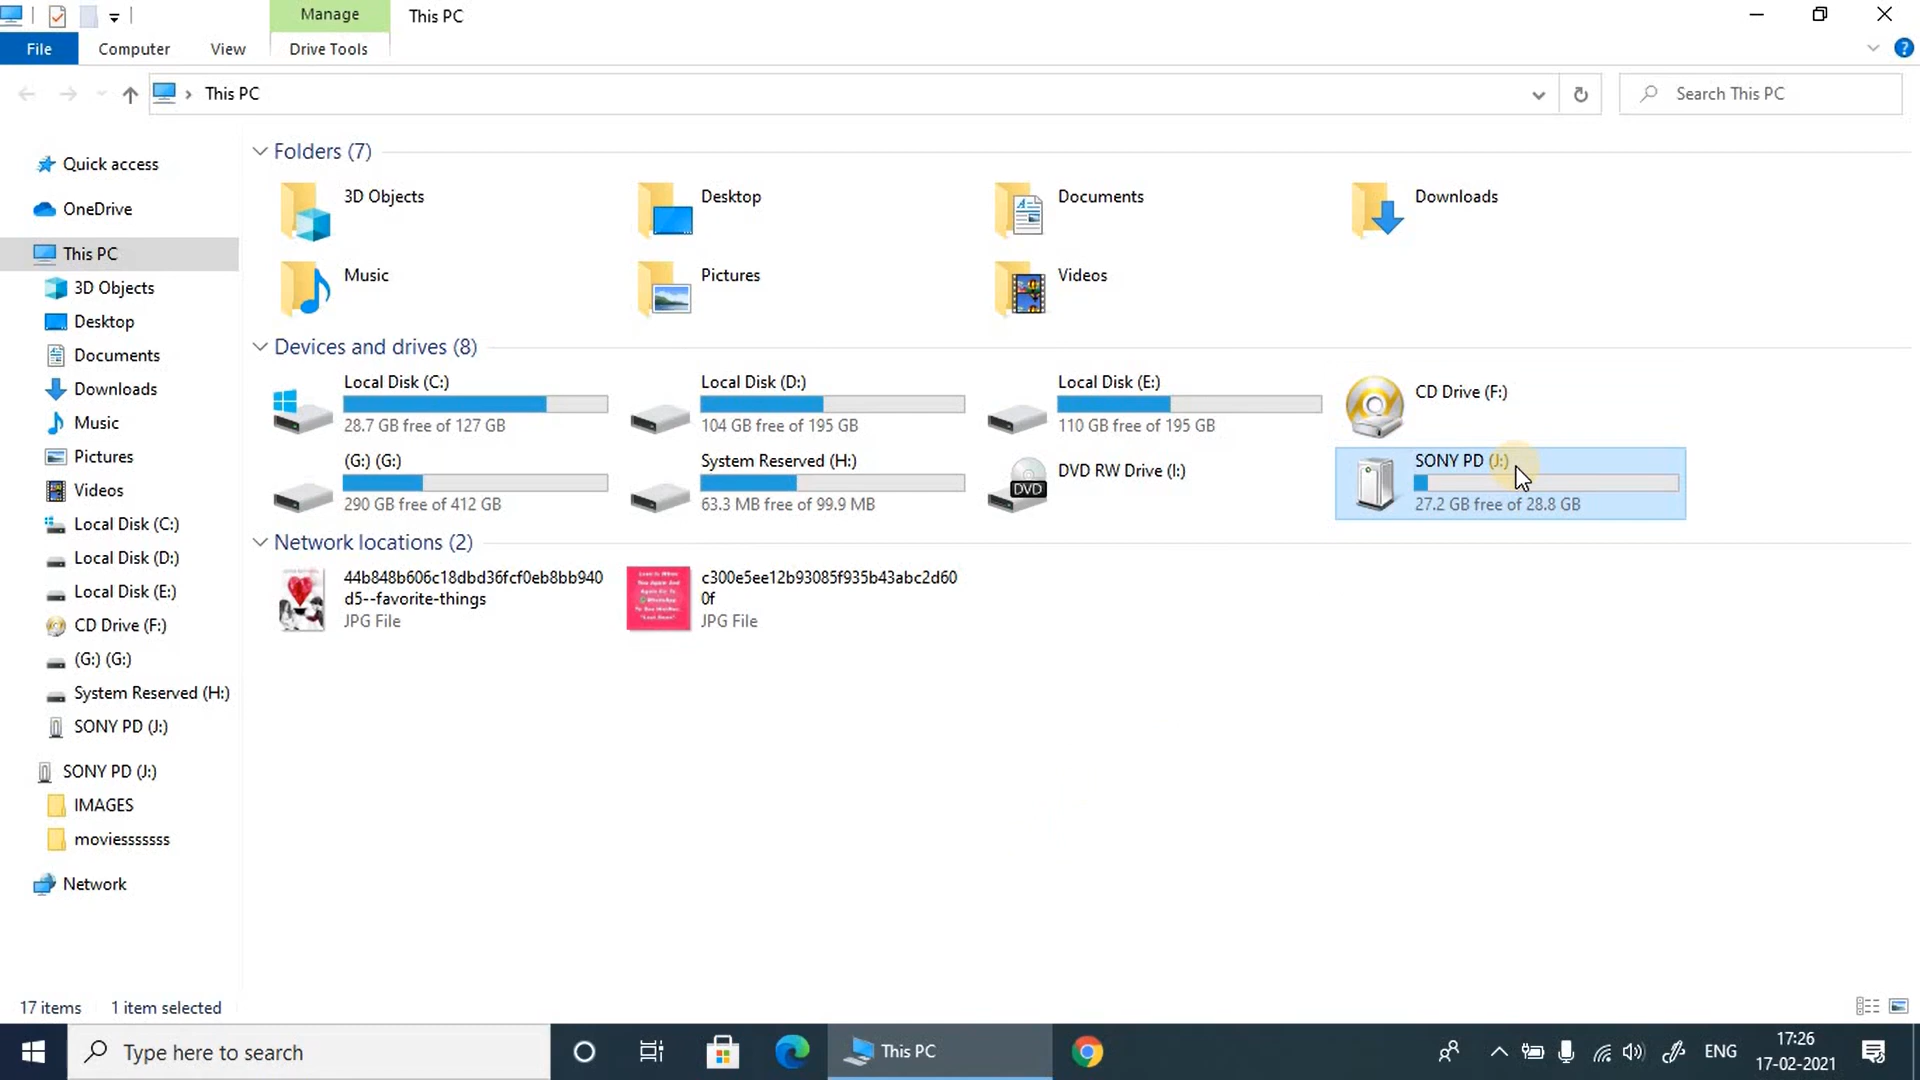 Manage
This PC
File
Computer
View
Drive Tools
This PC
Search This PC
Quick access
OneDrive
This PC
3D Objects
Desktop
Documents
Downloads
Music
Pictures
Videos
Local Disk (C:)
Local Disk (D:)
Local Disk (E:)
CD Drive (F:)
(G:) (G:)
System Reserved (H:)
SONY PD (J:)
SONY PD (J:)
IMAGES
moviesssssss
Network
Folders (7)
3D Objects
Desktop
Documents
Downloads
Music
Pictures
Videos
Devices and drives (8)
Local Disk (C:)
28.7 GB free of 127 GB
Local Disk (D:)
104 GB free of 195 GB
Local Disk (E:)
110 GB free of 195 GB
CD Drive (F:)
(G:) (G:)
290 GB free of 412 GB
System Reserved (H:)
63.3 MB free of 99.9 MB
DVD
DVD RW Drive (I:)
SONY PD (J:)
27.2 GB free of 28.8 GB
Network locations (2)
44b848b606c18dbd36fcf0eb8bb940
d5--favorite-things
JPG File
c300e5ee12b93085f935b43abc2d60
0f
JPG File
17 items
1 item selected
Type here to search
This PC
ENG
17:26
17-02-2021